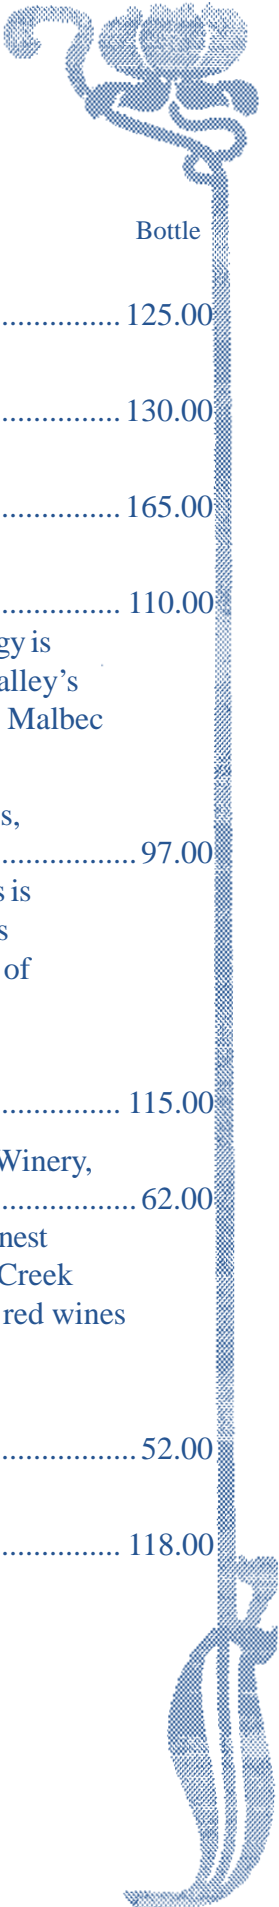 Bottle
............... 125.00
............... 130.00
............... 165.00
............... 110.00
gy is
alley's
Malbec
s,
................. 97.00
s is
s
of
............... 115.00
Winery,
................. 62.00
nest
Creek
red wines
................. 52.00
............... 118.00